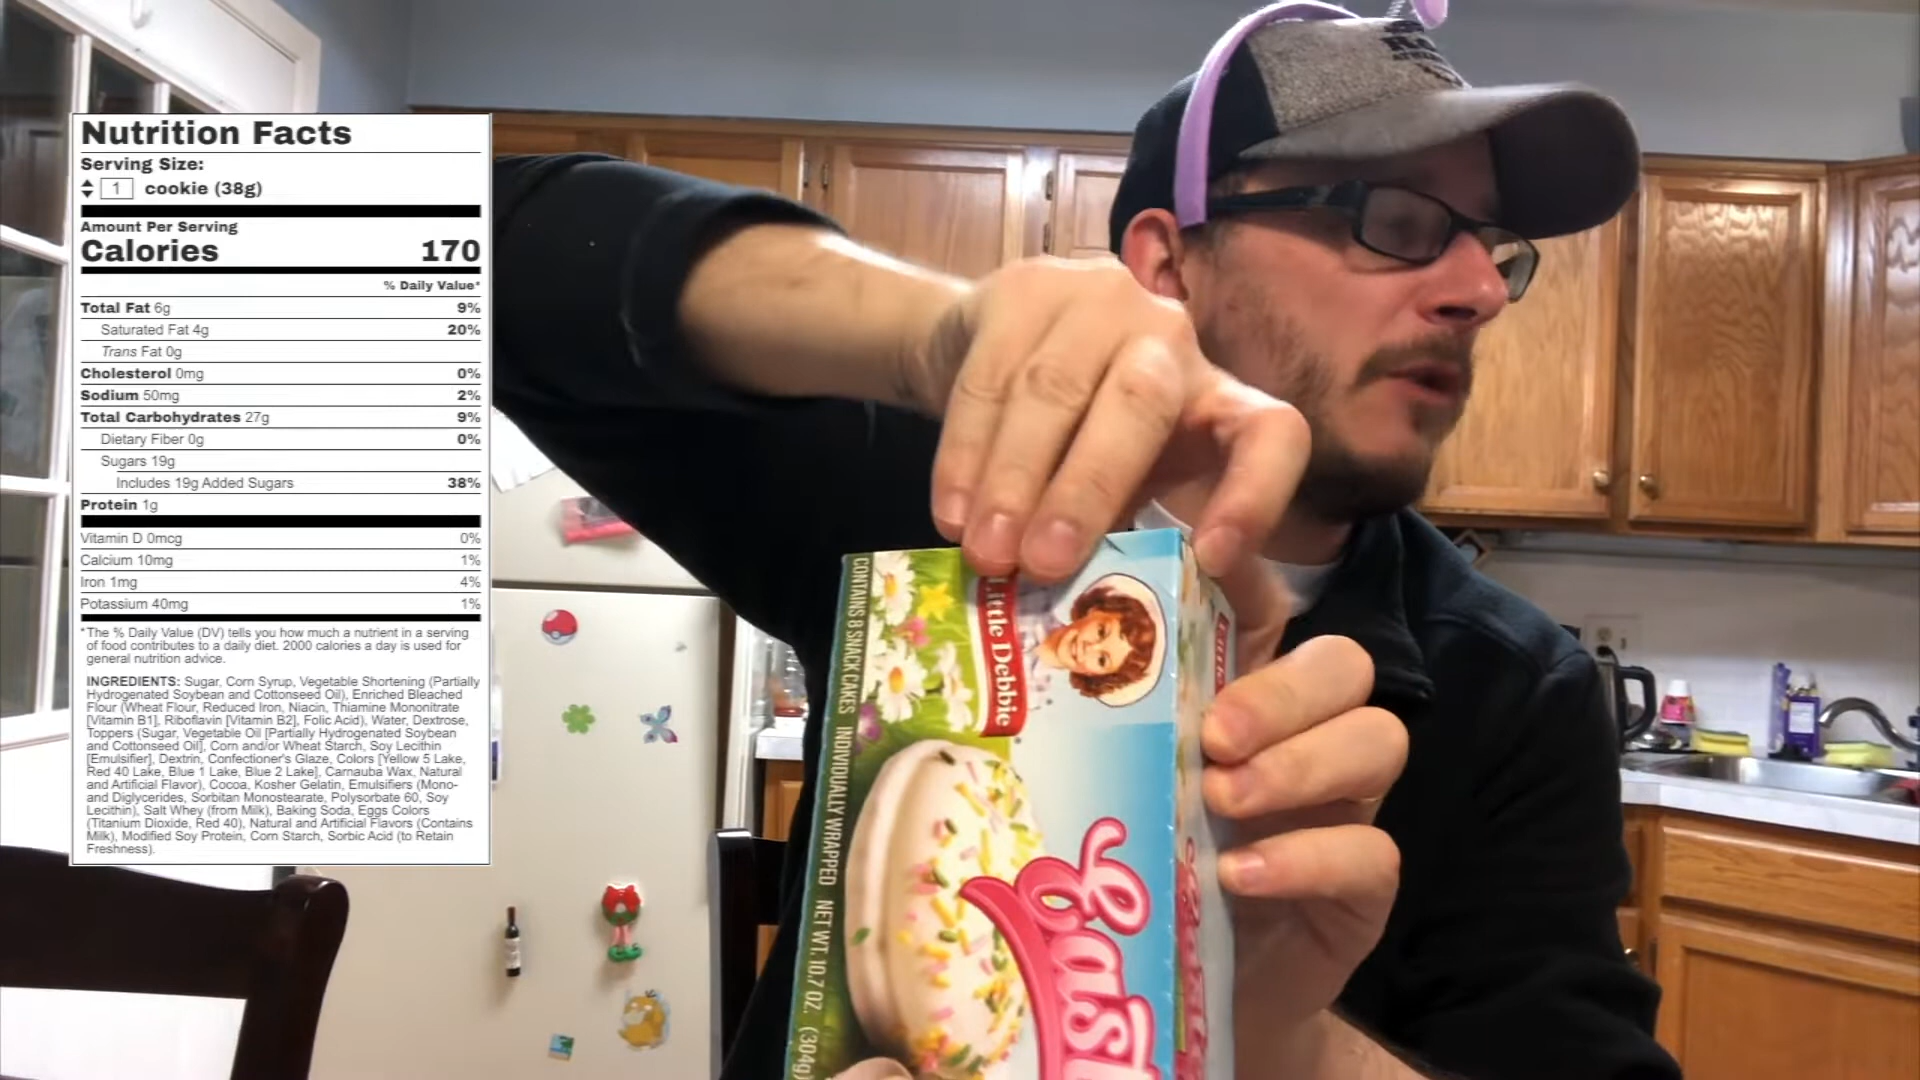 Nutrition Facts
Serving Size:
1 cookie (38g)
Amount Per Serving
Calories 170
% Daily Value*
Total Fat 6g 9%
Saturated Fat 4g 20%
Trans Fat 0g
Cholesterol 0mg 0%
Sodium 50mg 2%
Total Carbohydrates 27g 9%
Dietary Fiber 0g 0%
Sugars 19g
Includes 19g Added Sugars 38%
Protein 1g
Vitamin D 0mcg 0%
Calcium 10mg 1%
Iron 1mg 4%
Potassium 40mg 1%
*The % Daily Value (DV) tells you how much a nutrient in a serving
of food contributes to a daily diet. 2000 calories a day is used for
general nutrition advice.
INGREDIENTS: Sugar, Corn Syrup, Vegetable Shortening (Partially
Hydrogenated Soybean and Cottonseed Oil), Enriched Bleached
Flour (Wheat Flour, Reduced Iron, Niacin, Thiamine Mononitrate
[Vitamin B1], Riboflavin [Vitamin B2], Folic Acid), Water, Dextrose,
Toppers (Sugar, Vegetable Oil [Partially Hydrogenated Soybean
and Cottonseed Oil], Corn and/or Wheat Starch, Soy Lecithin
[Emulsifier], Dextrin, Confectioner's Glaze, Colors [Yellow 5 Lake,
Red 40 Lake, Blue 1 Lake, Blue 2 Lake], Carnauba Wax, Natural
and Artificial Flavor), Cocoa, Kosher Gelatin, Emulsifiers (Mono-
and Diglycerides, Sorbitan Monostearate, Polysorbate 60, Soy
Lecithin), Salt Whey (from Milk), Baking Soda, Eggs Colors
(Titanium Dioxide, Red 40), Natural and Artificial Flavors (Contains
Milk), Modified Soy Protein, Corn Starch, Sorbic Acid (to Retain
Freshness).
Little Debbie
CONTAINS 8 SNACK CAKES INDIVIDUALLY WRAPPED NET WT. 10.7 OZ. (304g)
East